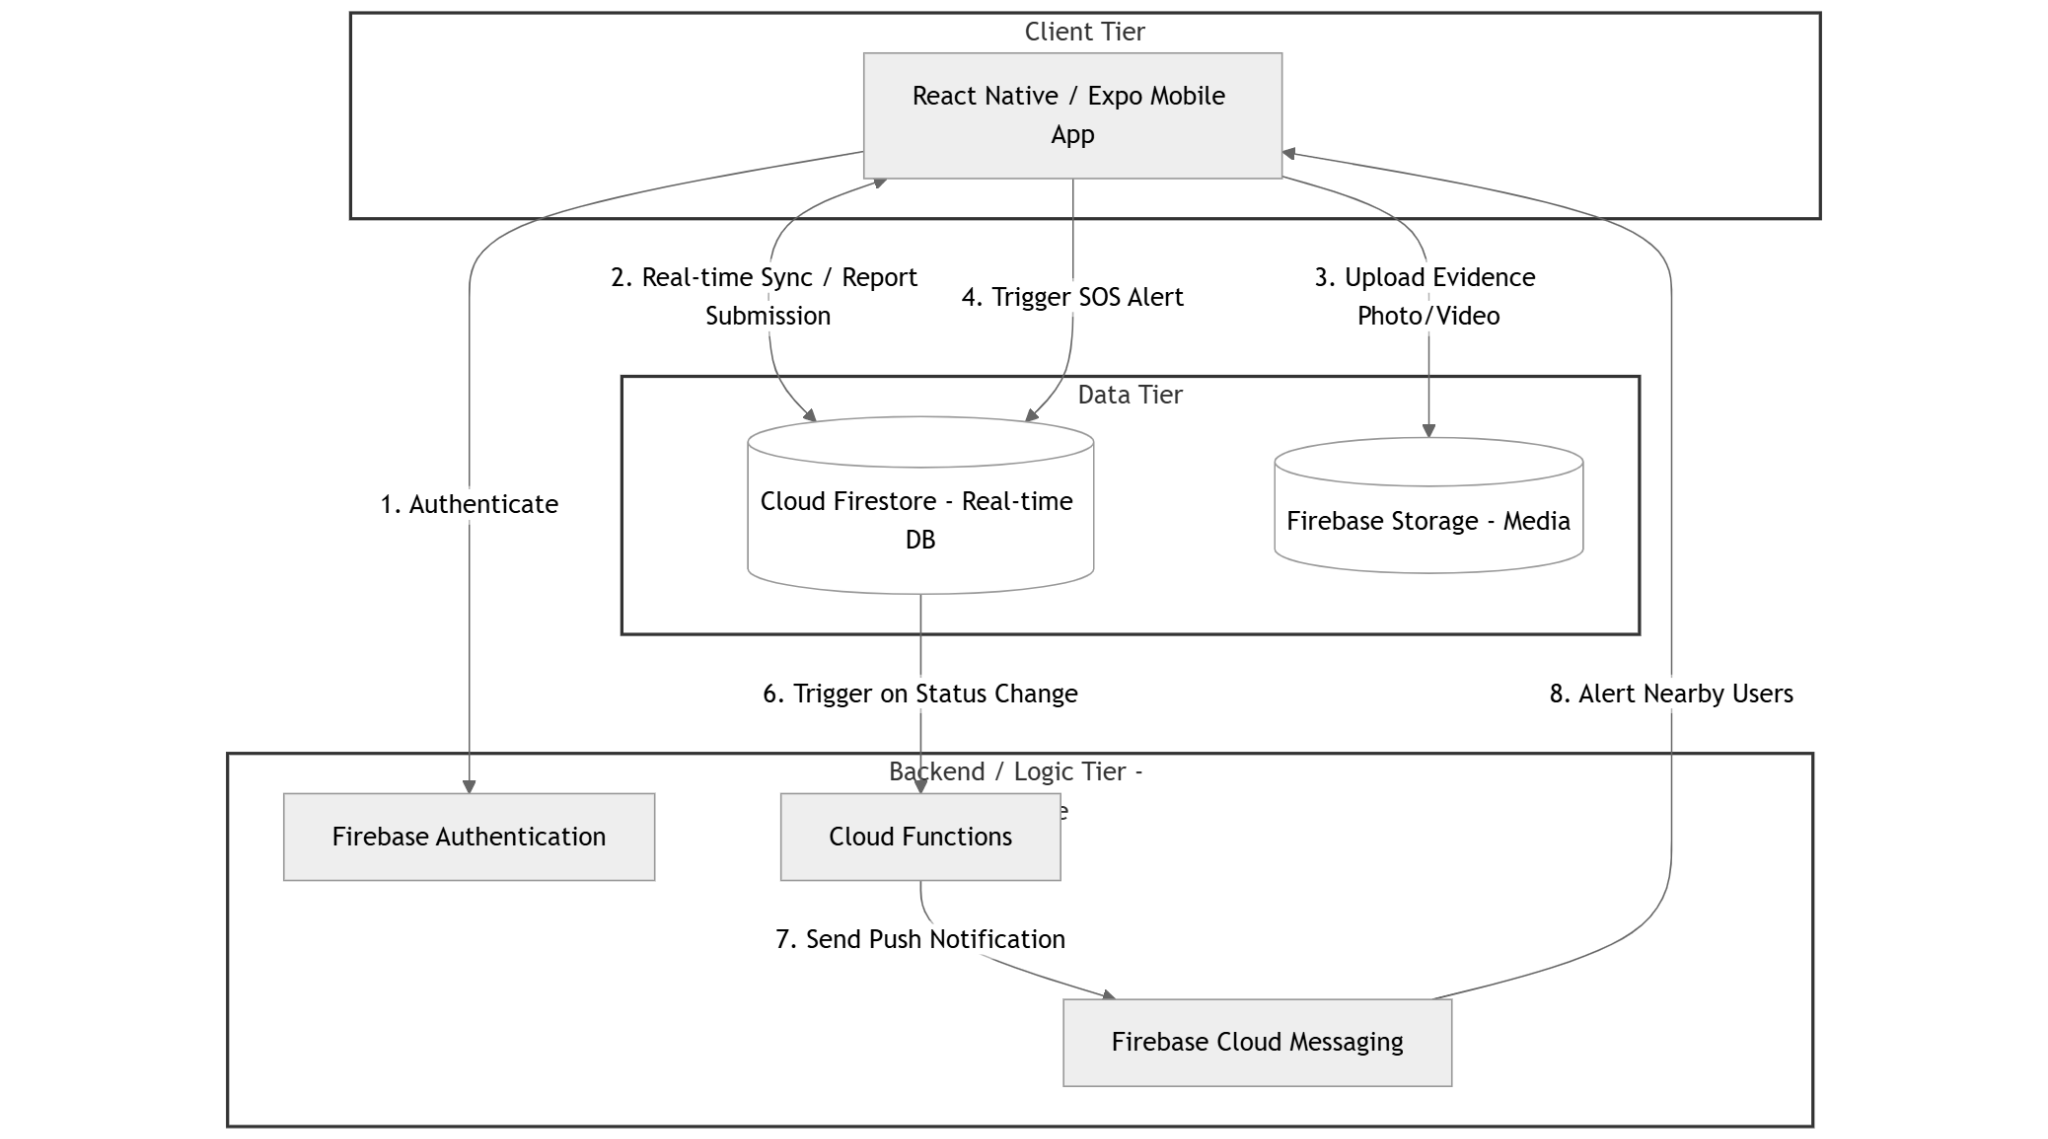 Client Tier
React Native / Expo Mobile
App
2. Real-time Sync / Report
Submission
4. Trigger SOS Alert
3. Upload Evidence
Photo/Video
Data Tier
Cloud Firestore - Real-time
DB
Firebase Storage - Media
1. Authenticate
6. Trigger on Status Change
8. Alert Nearby Users
Backend / Logic Tier -
Firebase Authentication
Cloud Functions
7. Send Push Notification
Firebase Cloud Messaging